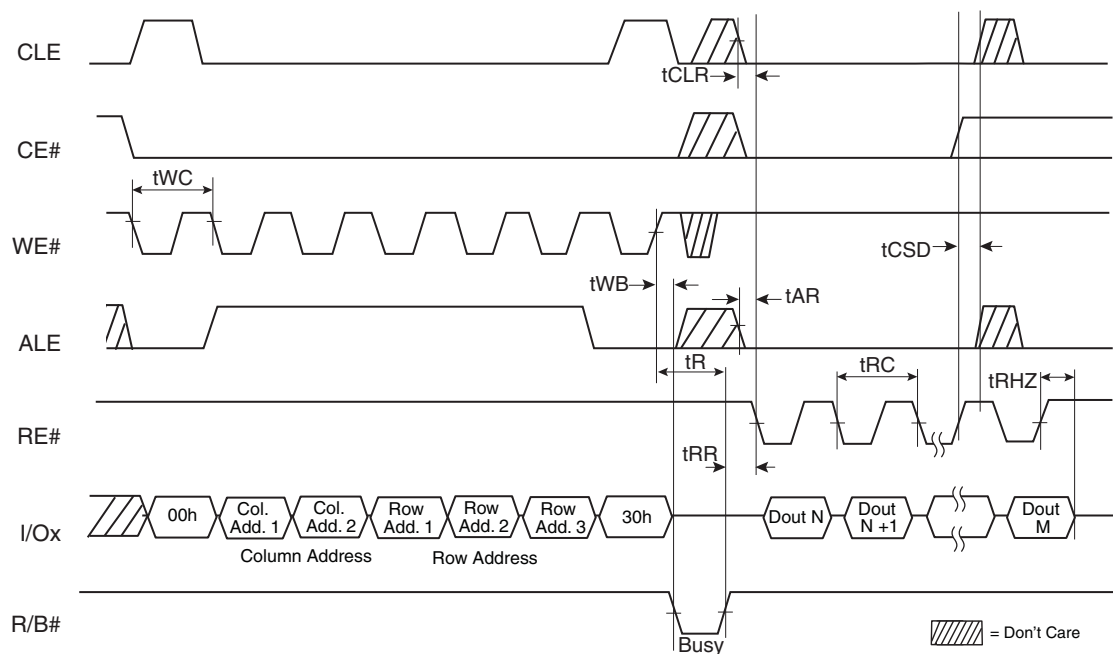 CLE
tCLR
CE#
tWC
WE#
tCSD
tWB
tAR
ALE
tR
tRC
tRHZ
RE#
tRR
I/Ox
00h
Col. Add. 1
Col. Add. 2
Row Add. 1
Row Add. 2
Row Add. 3
30h
Dout N
Dout N +1
Dout M
Column Address
Row Address
R/B#
Busy
= Don't Care